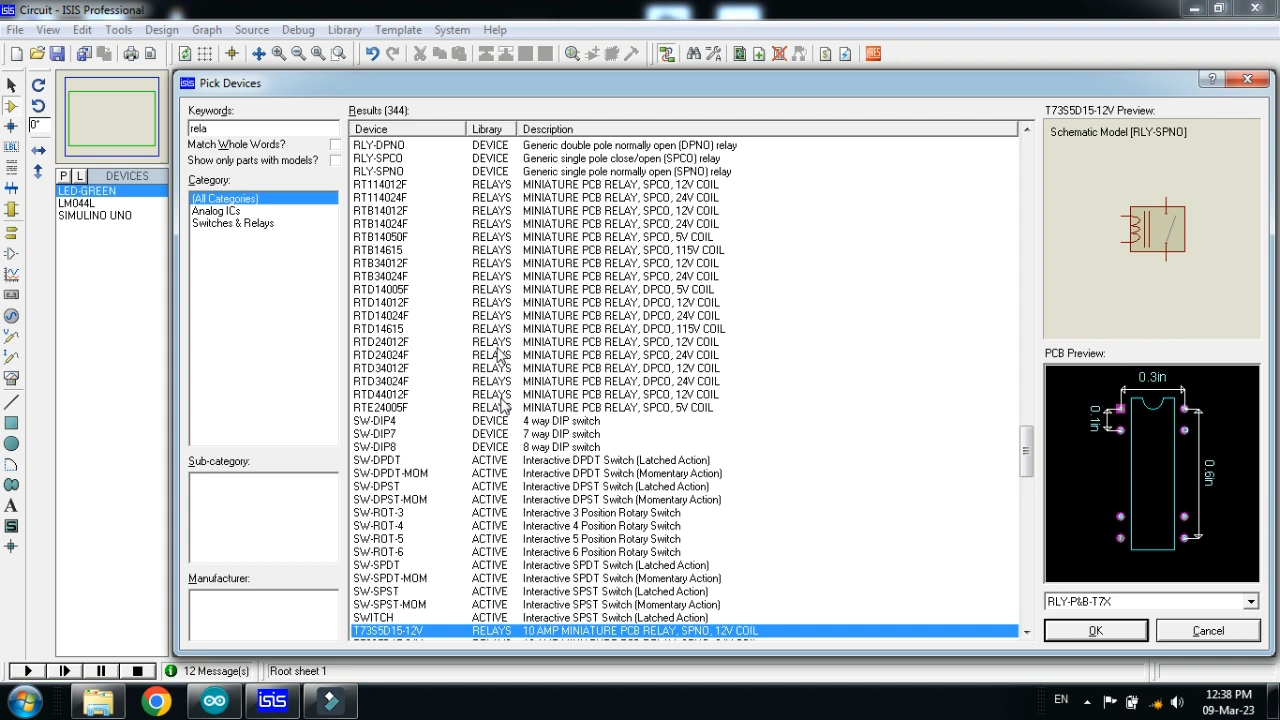 Circuit - ISIS Professional
File View Edit Tools Design Graph Source Debug Library Template System Help
ARES
isis Pick Devices
Keywords:
rela
Match Whole Words?
Show only parts with models?
Category:
(All Categories)
Analog ICs
Switches & Relays
Sub-category:
Manufacturer:
0°
LBL
A
S
P L DEVICES
LED-GREEN
LM044L
SIMULINO UNO
Results (344):
Device Library Description
RLY-DPNO DEVICE Generic double pole normally open (DPNO) relay
RLY-SPCO DEVICE Generic single pole close/open (SPCO) relay
RLY-SPNO DEVICE Generic single pole normally open (SPNO) relay
RT114012F RELAYS MINIATURE PCB RELAY, SPCO, 12V COIL
RT114024F RELAYS MINIATURE PCB RELAY, SPCO, 24V COIL
RTB14012F RELAYS MINIATURE PCB RELAY, SPCO, 12V COIL
RTB14024F RELAYS MINIATURE PCB RELAY, SPCO, 24V COIL
RTB14050F RELAYS MINIATURE PCB RELAY, SPCO, 5V COIL
RTB14615 RELAYS MINIATURE PCB RELAY, SPCO, 115V COIL
RTB34012F RELAYS MINIATURE PCB RELAY, SPCO, 12V COIL
RTB34024F RELAYS MINIATURE PCB RELAY, SPCO, 24V COIL
RTD14005F RELAYS MINIATURE PCB RELAY, DPCO, 5V COIL
RTD14012F RELAYS MINIATURE PCB RELAY, DPCO, 12V COIL
RTD14024F RELAYS MINIATURE PCB RELAY, DPCO, 24V COIL
RTD14615 RELAYS MINIATURE PCB RELAY, DPCO, 115V COIL
RTD24012F RELAYS MINIATURE PCB RELAY, SPCO, 12V COIL
RTD24024F RELAYS MINIATURE PCB RELAY, SPCO, 24V COIL
RTD34012F RELAYS MINIATURE PCB RELAY, DPCO, 12V COIL
RTD34024F RELAYS MINIATURE PCB RELAY, DPCO, 24V COIL
RTD44012F RELAYS MINIATURE PCB RELAY, SPCO, 12V COIL
RTE24005F RELAYS MINIATURE PCB RELAY, SPCO, 5V COIL
SW-DIP4 DEVICE 4 way DIP switch
SW-DIP7 DEVICE 7 way DIP switch
SW-DIP8 DEVICE 8 way DIP switch
SW-DPDT ACTIVE Interactive DPDT Switch (Latched Action)
SW-DPDT-MOM ACTIVE Interactive DPDT Switch (Momentary Action)
SW-DPST ACTIVE Interactive DPST Switch (Latched Action)
SW-DPST-MOM ACTIVE Interactive DPST Switch (Momentary Action)
SW-ROT-3 ACTIVE Interactive 3 Position Rotary Switch
SW-ROT-4 ACTIVE Interactive 4 Position Rotary Switch
SW-ROT-5 ACTIVE Interactive 5 Position Rotary Switch
SW-ROT-6 ACTIVE Interactive 6 Position Rotary Switch
SW-SPDT ACTIVE Interactive SPDT Switch (Latched Action)
SW-SPDT-MOM ACTIVE Interactive SPDT Switch (Momentary Action)
SW-SPST ACTIVE Interactive SPST Switch (Latched Action)
SW-SPST-MOM ACTIVE Interactive SPST Switch (Momentary Action)
SWITCH ACTIVE Interactive SPST Switch (Latched Action)
T73S5D15-12V RELAYS 10 AMP MINIATURE PCB RELAY, SPNO, 12V COIL
T73S5D15-12V Preview:
Schematic Model [RLY-SPNO]
PCB Preview:
0.3in
0.1in
0.6in
RLY-P&B-T7X
OK Cancel
12 Message(s) Root sheet 1
isis
EN
12:38 PM
09-Mar-23